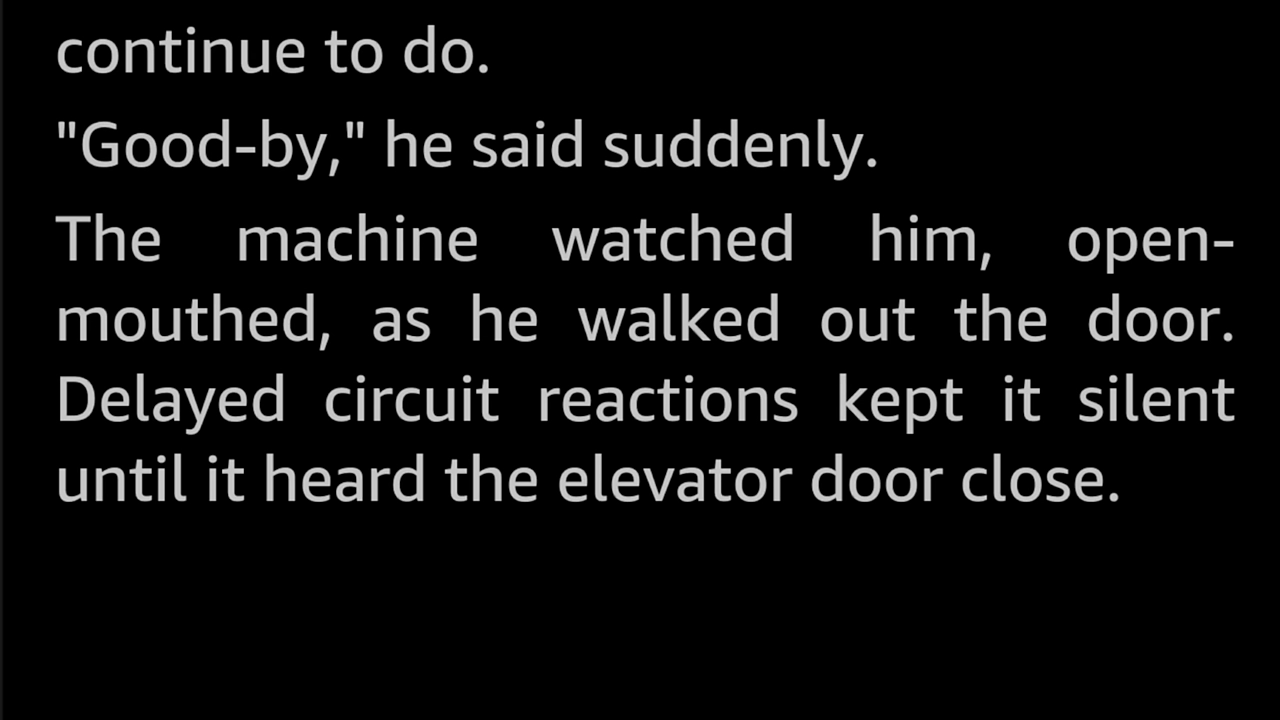 continue to do.
"Good-by," he said suddenly.
The machine watched him, open-
mouthed, as he walked out the door.
Delayed circuit reactions kept it silent
until it heard the elevator door close.